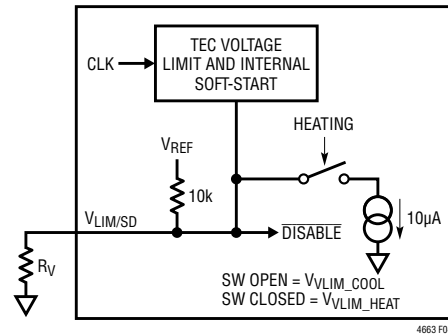 TEC VOLTAGE
LIMIT AND INTERNAL
SOFT-START
CLK
HEATING
VREF
10k
10µA
VLIM/SD
DISABLE
RV
SW OPEN = VVLIM_COOL
SW CLOSED = VVLIM_HEAT
4663 F0